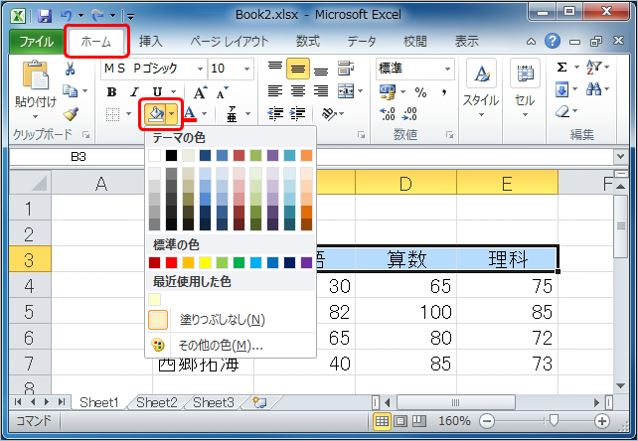 Book2.xlsx - Microsoft Excel
ファイル ホーム 挿入 ページ レイアウト 数式 データ 校閲 表示
貼り付け ＭＳ Ｐゴシック 10 標準 スタイル セル
B I U A A % ,
A 亜
クリップボード 数値 編集
B3
テーマの色
A D E F
1
2
3 算数 理科
4 30 65 75
5 82 100 85
6 65 80 72
7 西郷拓海 40 85 73
8
標準の色
最近使用した色
塗りつぶしなし(N)
その他の色(M)...
Sheet1 Sheet2 Sheet3
コマンド 160%